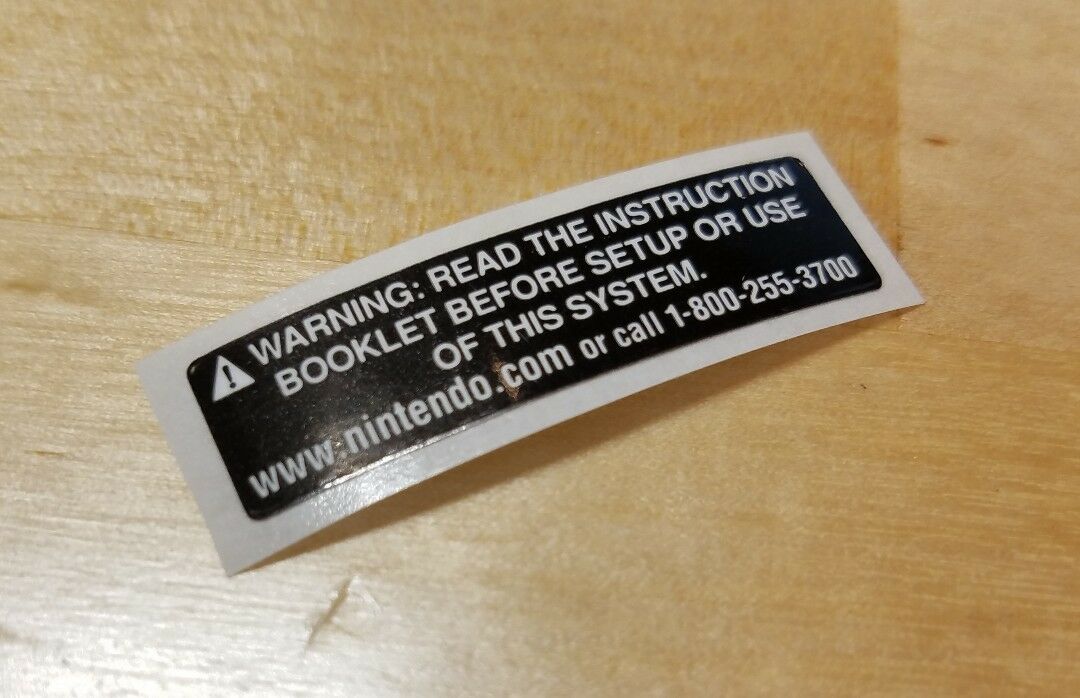 WARNING: READ THE INSTRUCTION
BOOKLET BEFORE SETUP OR USE
OF THIS SYSTEM.
www.nintendo.com or call 1-800-255-3700